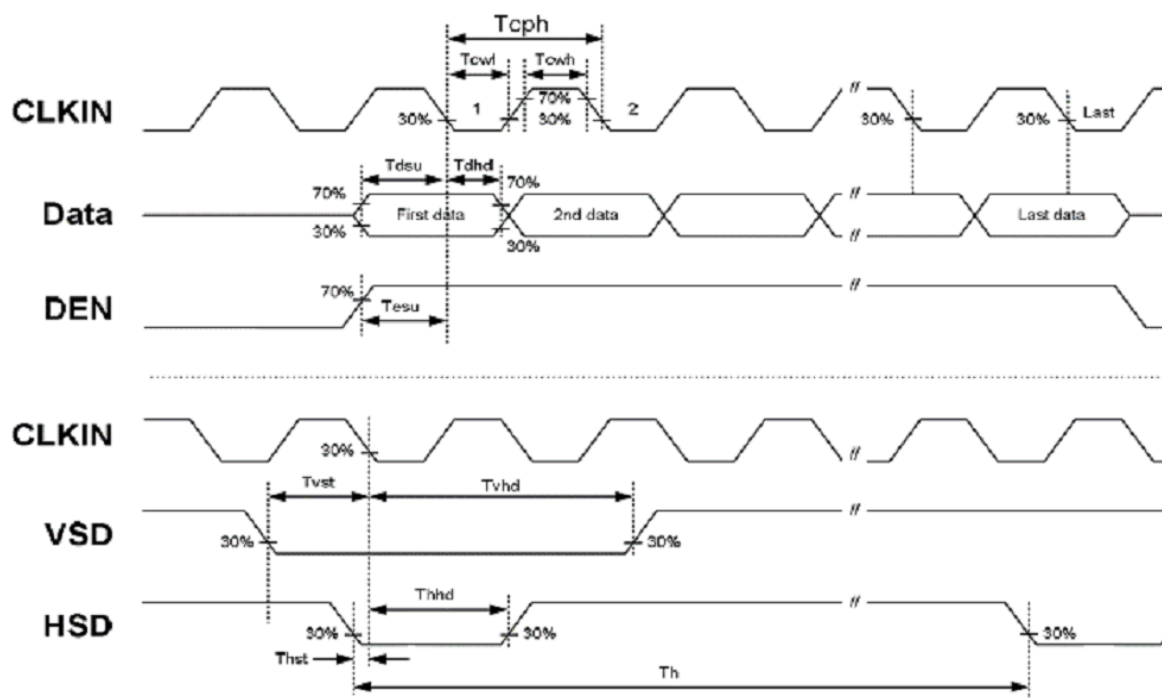 Tcph
Tcwl Tcwh
CLKIN 30% 1 70% 30% 2 // 30% 30% Last
Tdsu Tdhd
70% 70%
Data First data 2nd data // Last data
30% 30%
DEN 70% Tesu //
CLKIN 30% //
Tvst Tvhd
VSD 30% 30% //
Thhd
HSD 30% 30% // 30%
Thst
Th